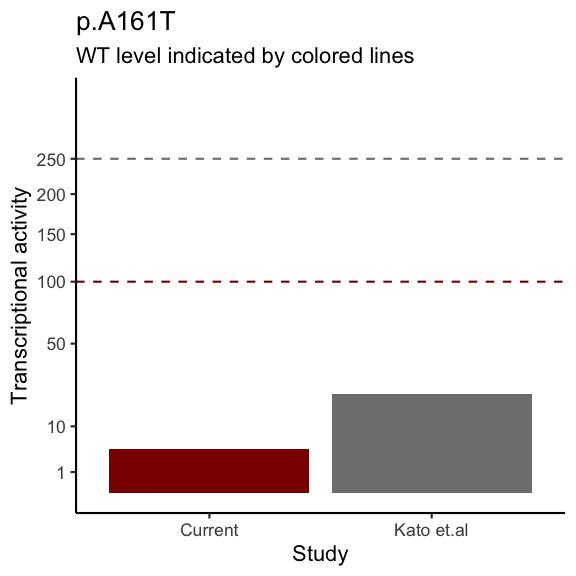 p.A161T
WT level indicated by colored lines
Transcriptional activity
250
200
150
100
50
10
1
Current
Kato et.al
Study